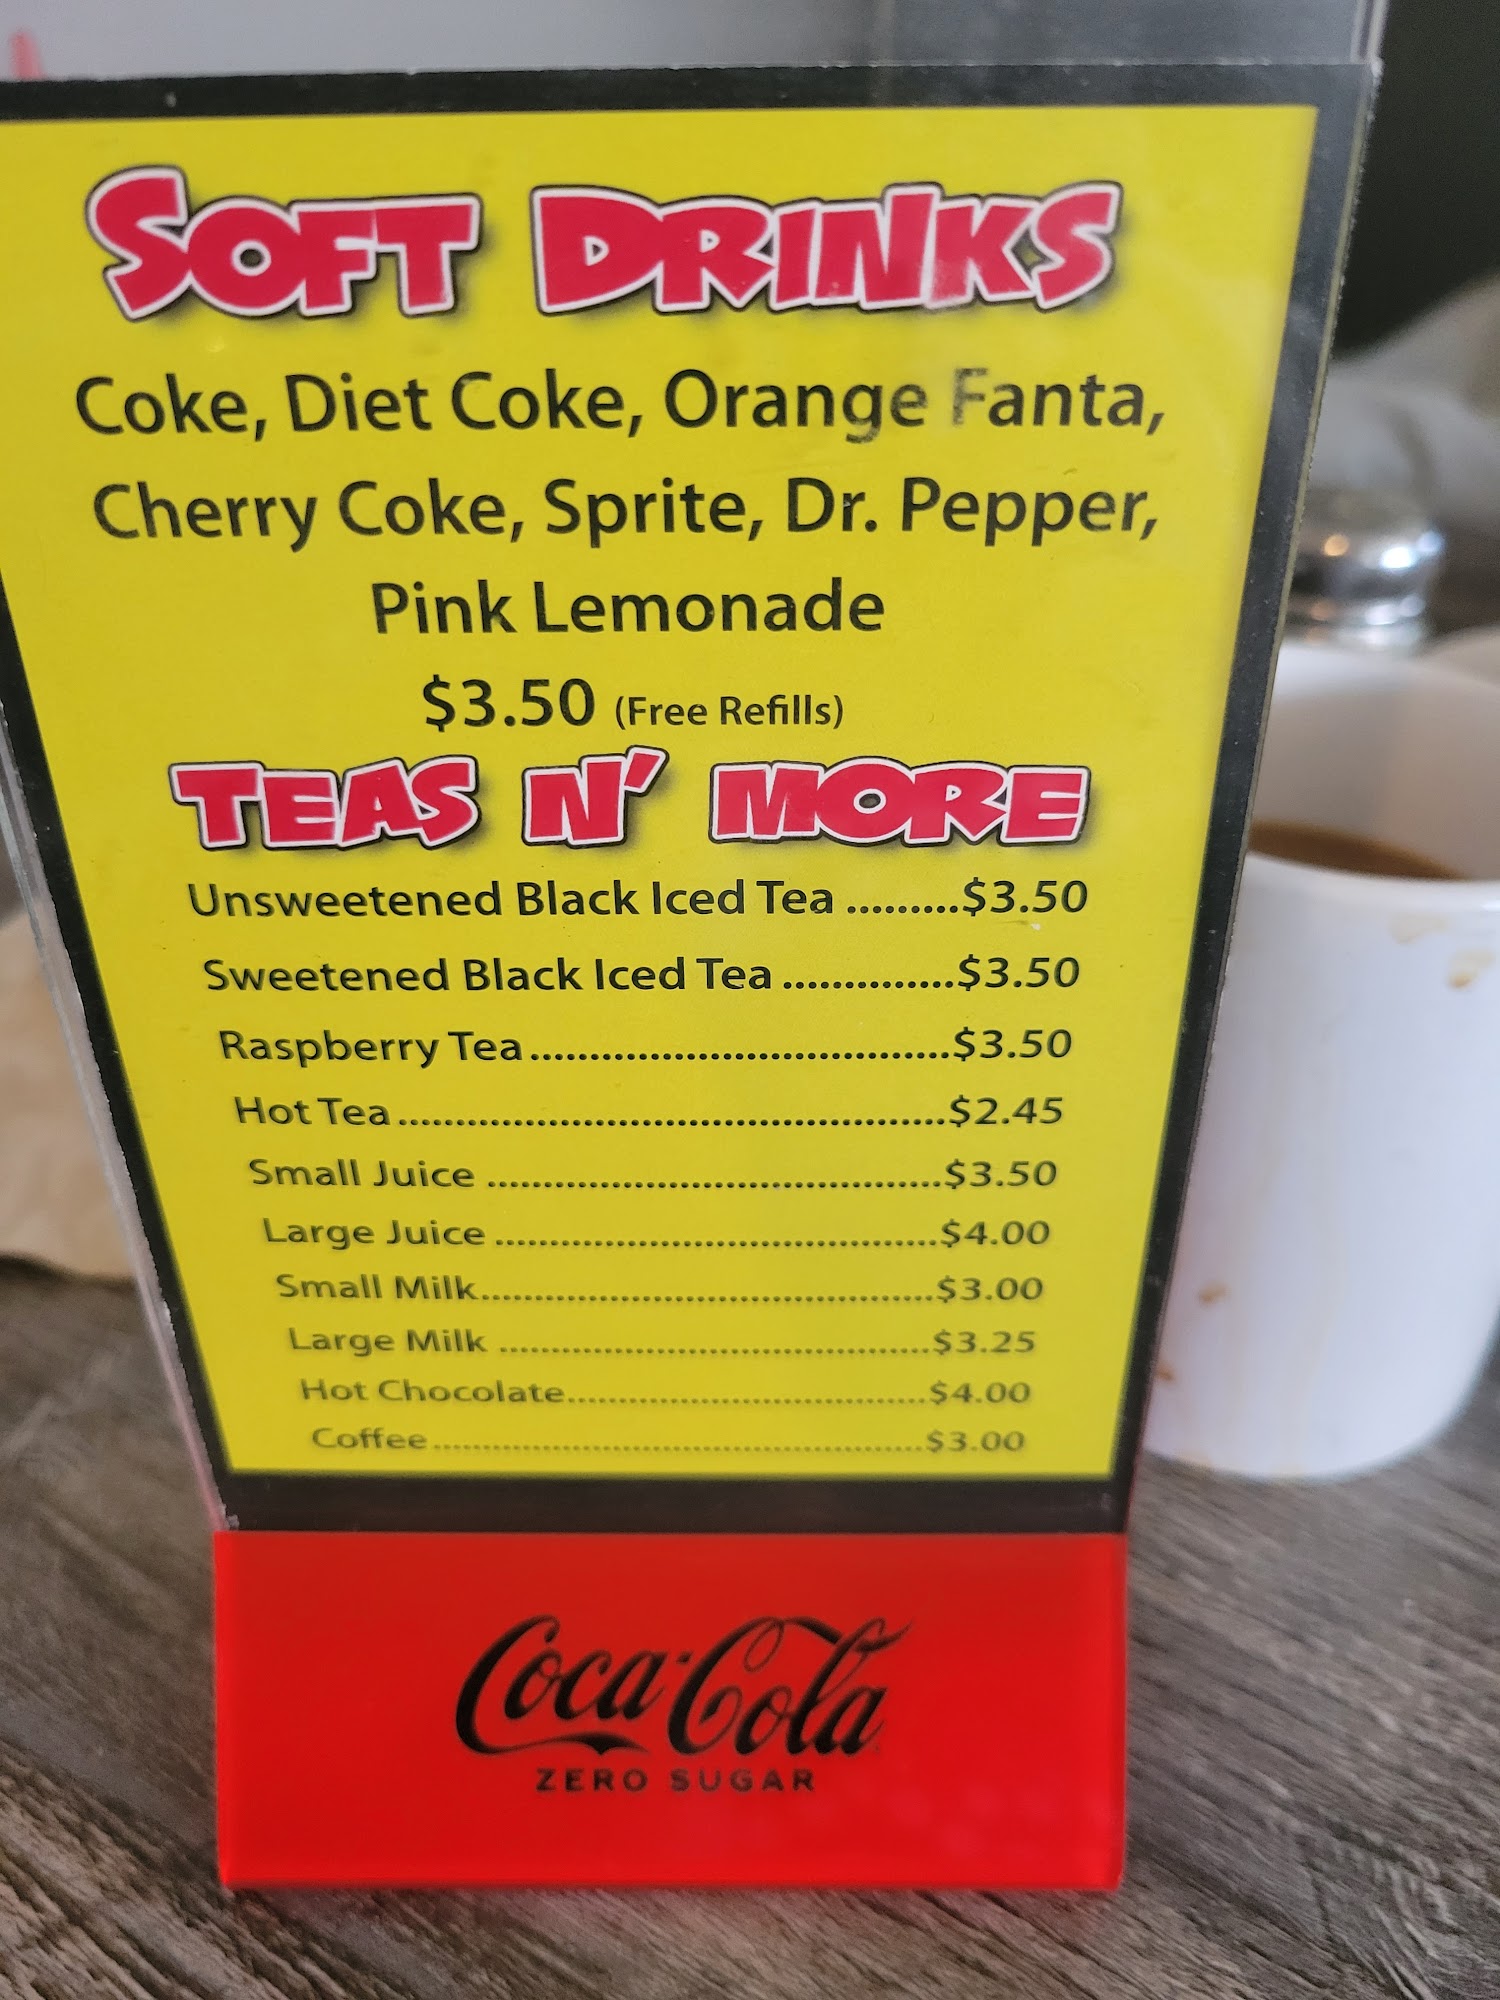 SOFT DRINKS
Coke, Diet Coke, Orange Fanta,
Cherry Coke, Sprite, Dr. Pepper,
Pink Lemonade
$3.50 (Free Refills)
TEAS N' MORE
Unsweetened Black Iced Tea .........$3.50
Sweetened Black Iced Tea ..............$3.50
Raspberry Tea...................................$3.50
Hot Tea..............................................$2.45
Small Juice .......................................$3.50
Large Juice ......................................$4.00
Small Milk.......................................$3.00
Large Milk .....................................$3.25
Hot Chocolate...............................$4.00
Coffee..........................................$3.00
Coca-Cola
ZERO SUGAR